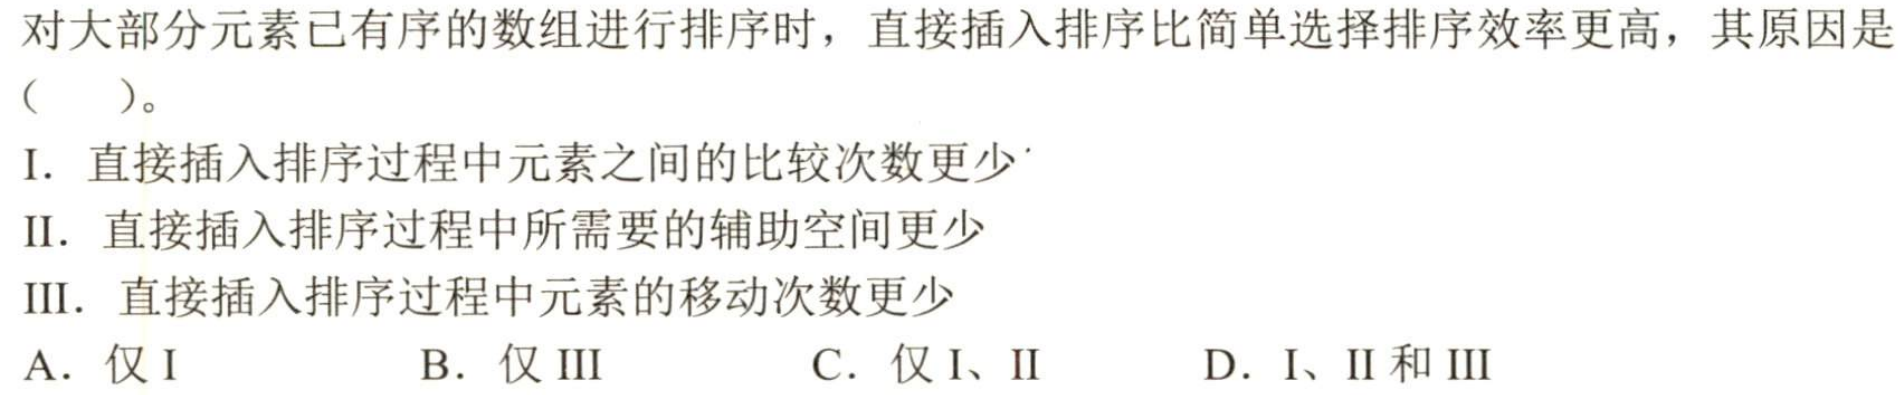 对大部分元素已有序的数组进行排序时，直接插入排序比简单选择排序效率更高，其原因是
（　　）。
I．直接插入排序过程中元素之间的比较次数更少
II．直接插入排序过程中所需要的辅助空间更少
III．直接插入排序过程中元素的移动次数更少
A．仅 I　　B．仅 III　　C．仅 I、II　　D．I、II 和 III